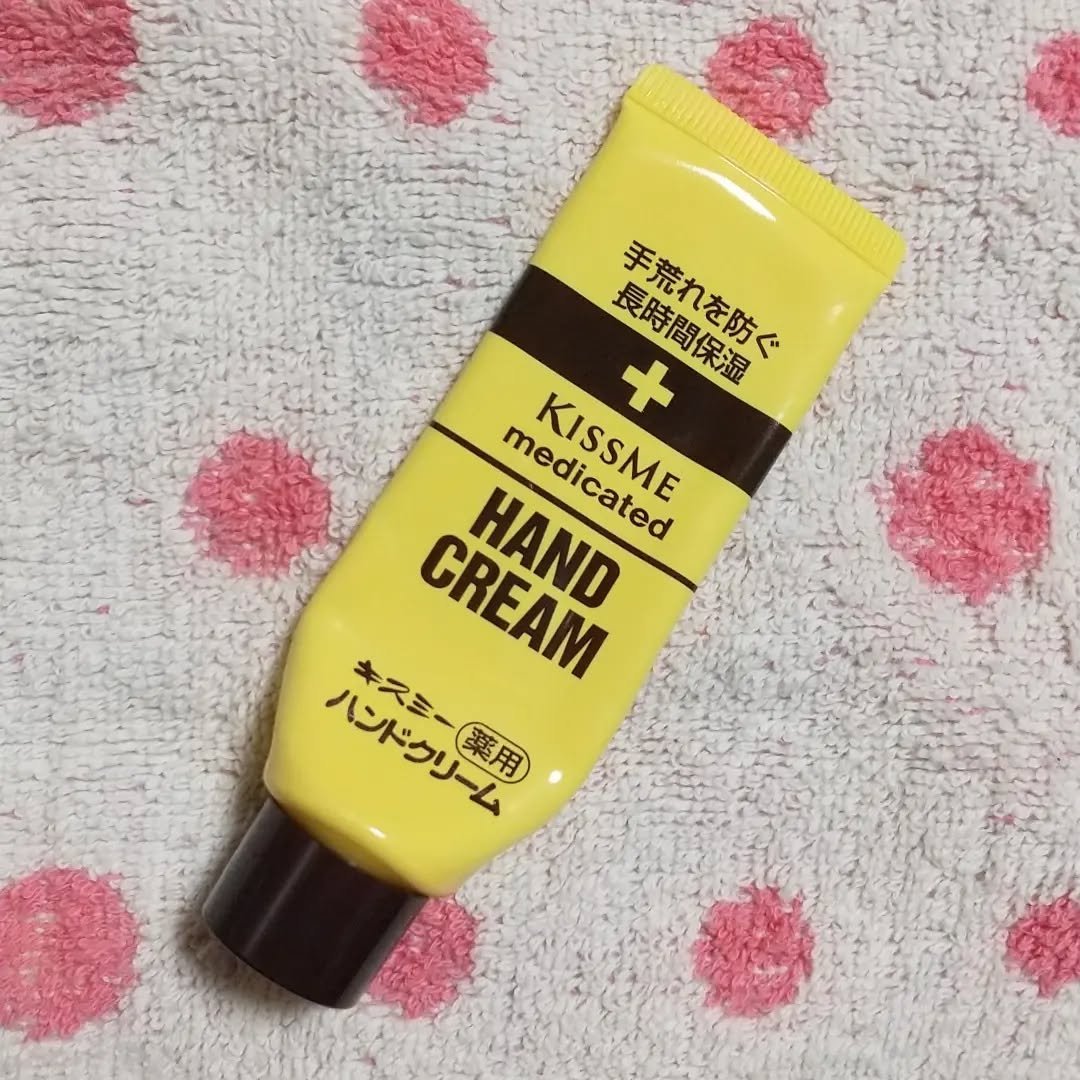 手荒れを防ぐ
長時間保湿
KISSME
medicated
HAND
CREAM
キスミー 薬用
ハンドクリーム